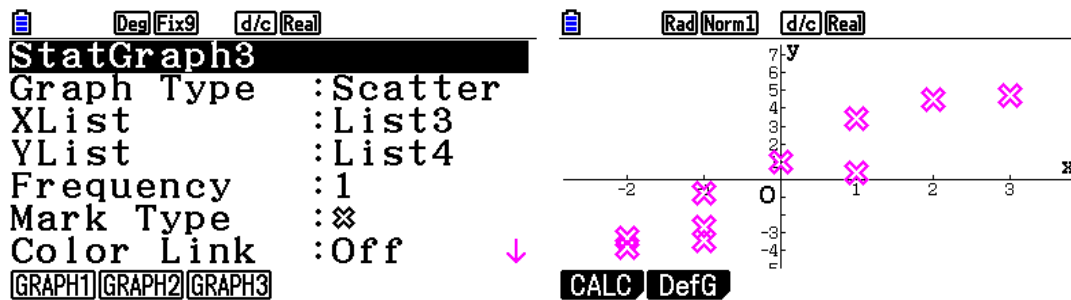 Deg Fix9 d/c Real
StatGraph3
Graph Type :Scatter
XList :List3
YList :List4
Frequency :1
Mark Type :
Color Link :Off ↓
GRAPH1 GRAPH2 GRAPH3
Rad Norm1 d/c Real
y
7
6
5
4
3
2
x
-2
O
1
2
3
-3
-4
CALC DefG